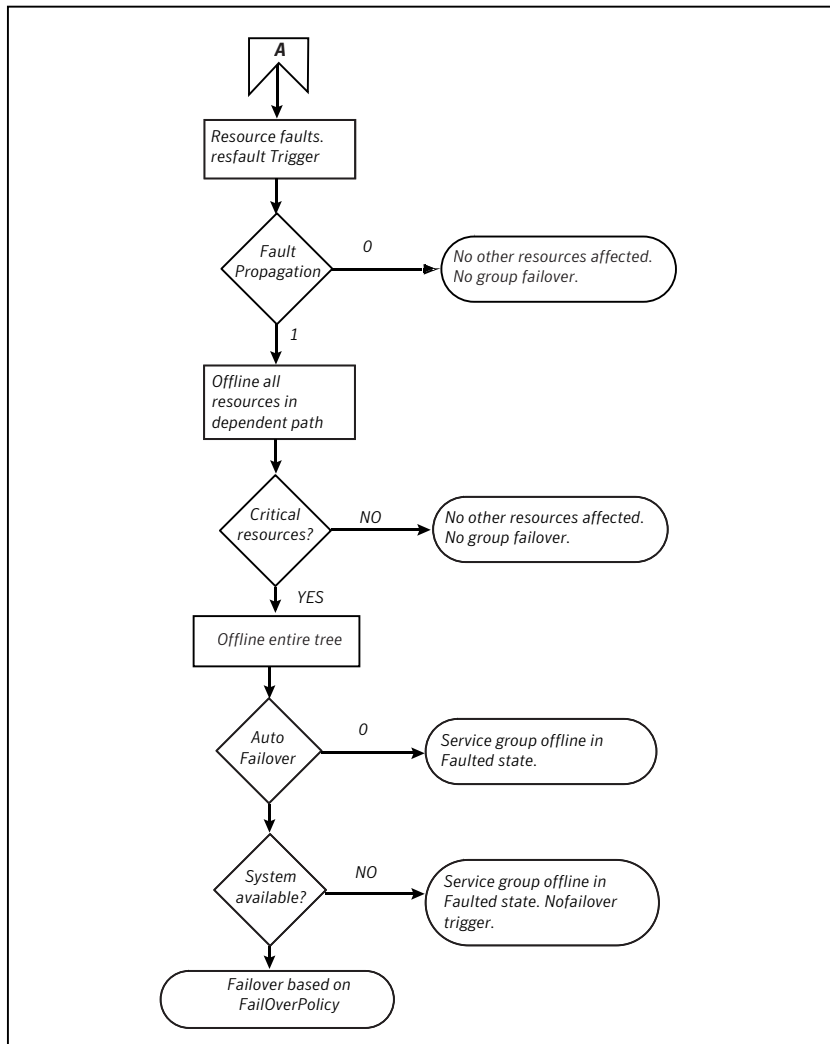 A
Resource faults.
resfault Trigger
Fault
Propagation
0
No other resources affected.
No group failover.
1
Offline all
resources in
dependent path
Critical
resources?
NO
No other resources affected.
No group failover.
YES
Offline entire tree
Auto
Failover
0
Service group offline in
Faulted state.
System
available?
NO
Service group offline in
Faulted state. Nofailover
trigger.
Failover based on
FailOverPolicy